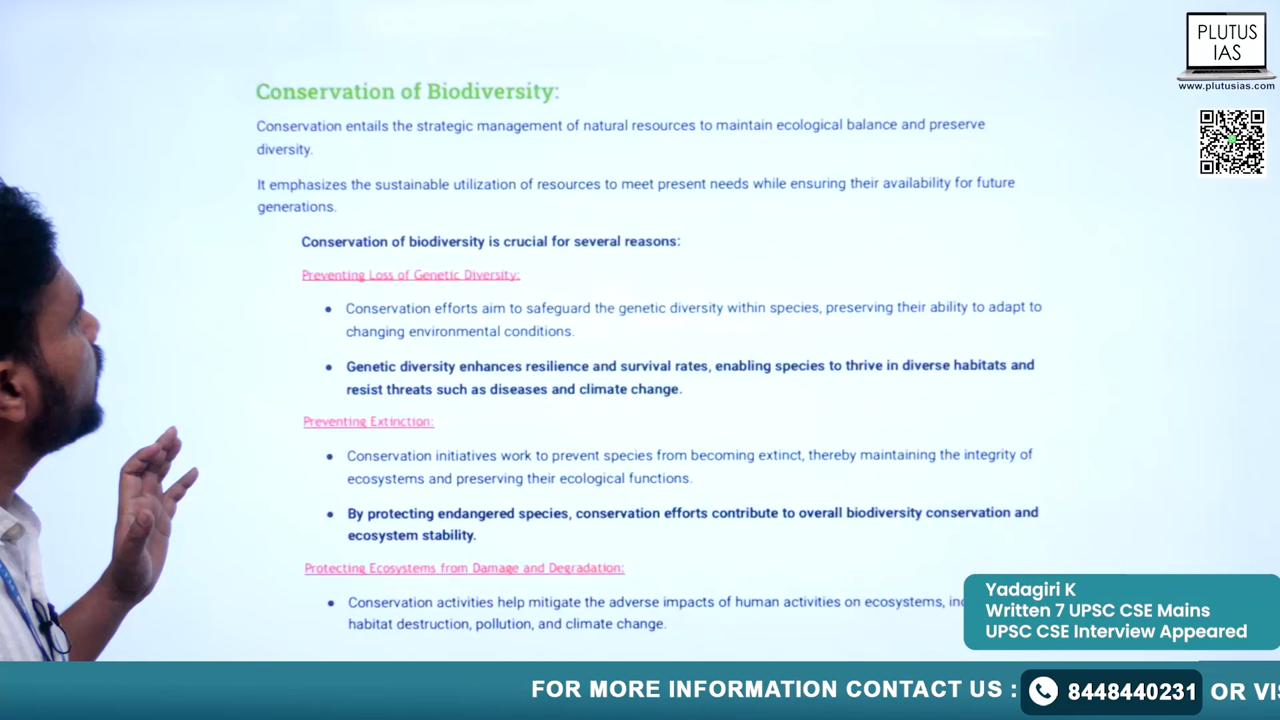 PLUTUS
IAS
www.plutusias.com
Conservation of Biodiversity:
Conservation entails the strategic management of natural resources to maintain ecological balance and preserve
diversity.
It emphasizes the sustainable utilization of resources to meet present needs while ensuring their availability for future
generations.
Conservation of biodiversity is crucial for several reasons:
Preventing Loss of Genetic Diversity:
• Conservation efforts aim to safeguard the genetic diversity within species, preserving their ability to adapt to
changing environmental conditions.
• Genetic diversity enhances resilience and survival rates, enabling species to thrive in diverse habitats and
resist threats such as diseases and climate change.
Preventing Extinction:
• Conservation initiatives work to prevent species from becoming extinct, thereby maintaining the integrity of
ecosystems and preserving their ecological functions.
• By protecting endangered species, conservation efforts contribute to overall biodiversity conservation and
ecosystem stability.
Protecting Ecosystems from Damage and Degradation:
• Conservation activities help mitigate the adverse impacts of human activities on ecosystems,
habitat destruction, pollution, and climate change.
Yadagiri K
Written 7 UPSC CSE Mains
UPSC CSE Interview Appeared
FOR MORE INFORMATION CONTACT US : 8448440231 OR